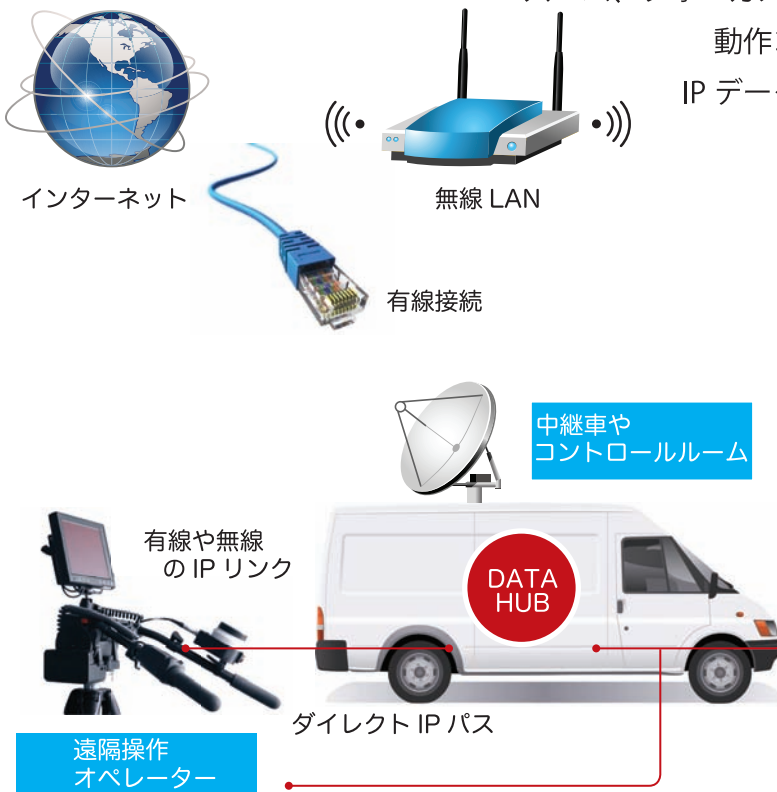 動作
IP デー
インターネット
無線 LAN
有線接続
中継車や
コントロールルーム
有線や無線
の IP リンク
DATA
HUB
ダイレクト IP パス
遠隔操作
オペレーター